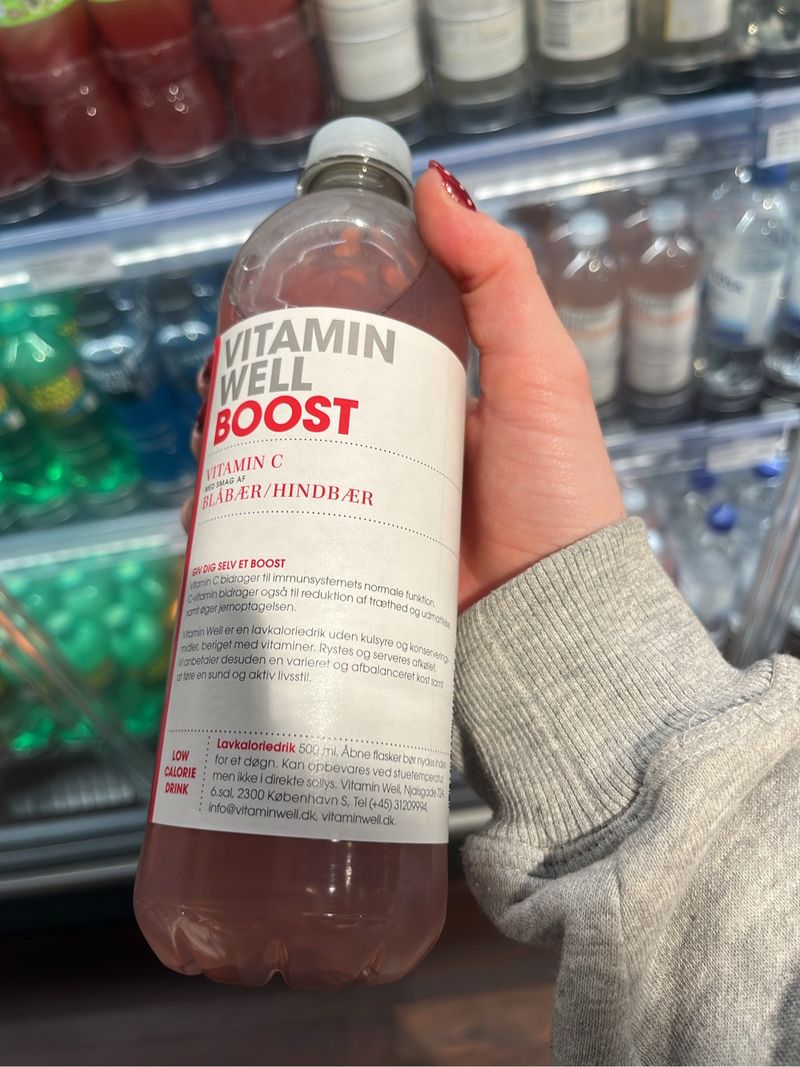 VITAMIN
WELL
BOOST
VITAMIN C
MED SMAG AF
BLÅBÆR/HINDBÆR
GIV DIG SELV ET BOOST
Vitamin C bidrager til immunsystemets normale funktion.
C-vitamin bidrager også til reduktion af træthed og
samt øger jernoptagelsen.
Vitamin Well er en lavkaloriedrik uden kulsyre og konserverings-
midler, beriget med vitaminer. Rystes og serveres afkølet.
Vi anbefaler desuden en varieret og afbalanceret kost samt
at føre en sund og aktiv livsstil.
LOW
CALORIE
DRINK
Lavkaloriedrik 500 ml. Åbne flasker bør nydes inden
for et døgn. Kan opbevares ved stuetemperatur
men ikke i direkte sollys. Vitamin Well, Njalsgade
6.sal, 2300 København S, Tel (+45) 31209994,
info@vitaminwell.dk, vitaminwell.dk.